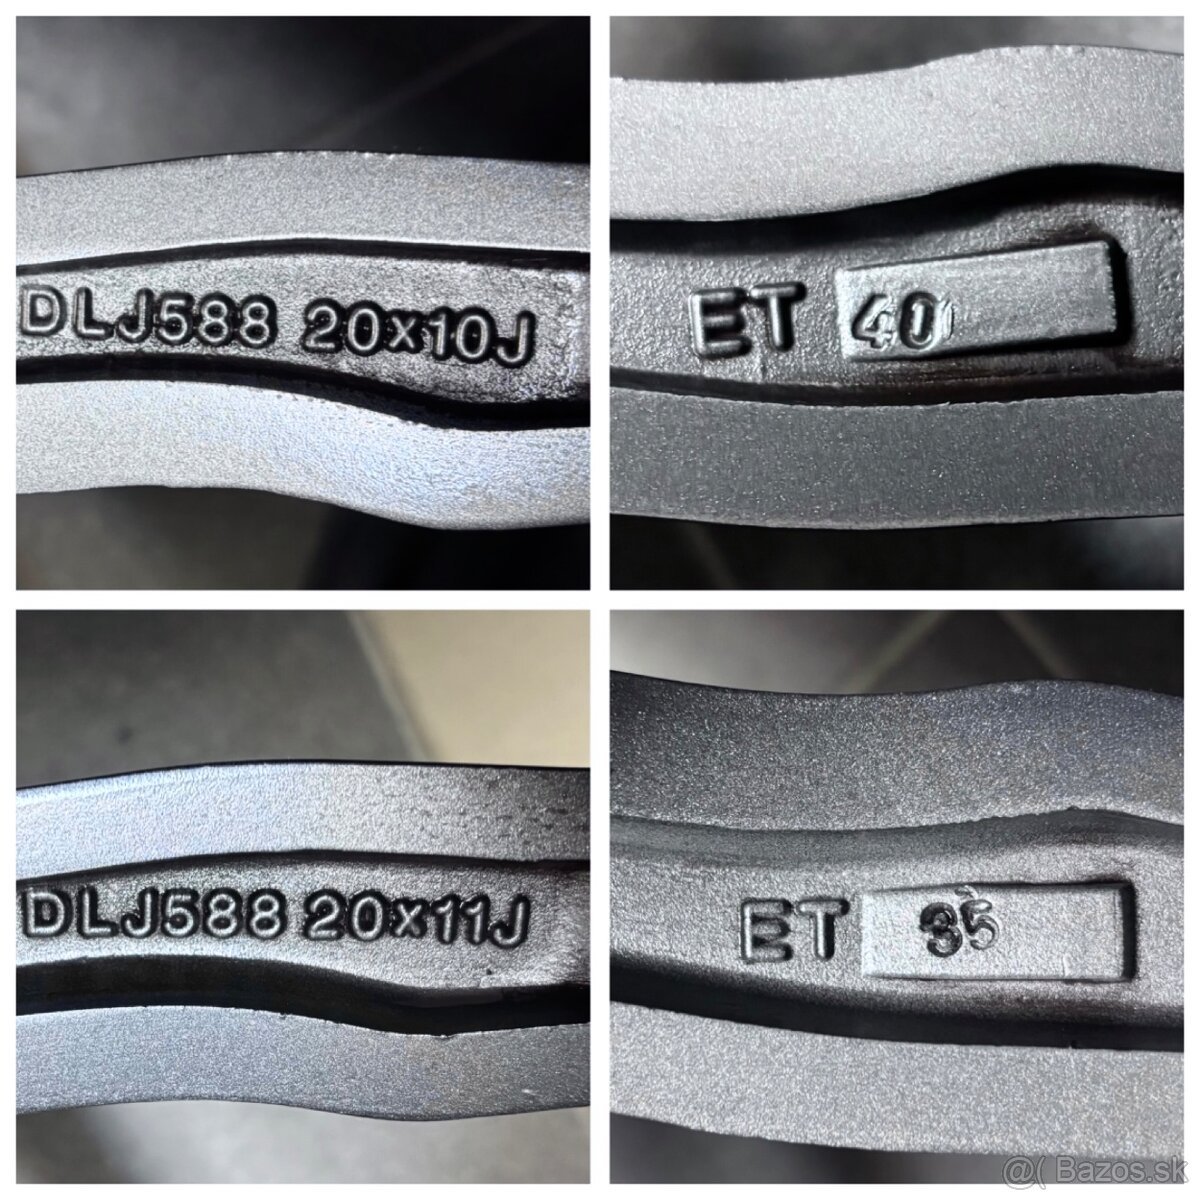 DLJ588 20x10J
ET 40
DLJ588 20x11J
ET 35
@( Bazos.sk